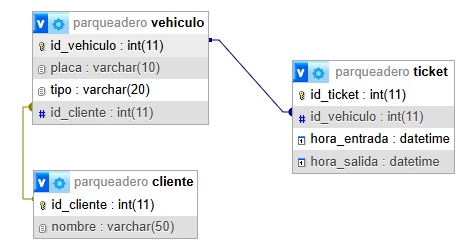 parqueadero vehiculo
id_vehiculo : int(11)
placa : varchar(10)
tipo : varchar(20)
id_cliente : int(11)
parqueadero ticket
id_ticket : int(11)
id_vehiculo : int(11)
hora_entrada : datetime
hora_salida : datetime
parqueadero cliente
id_cliente : int(11)
nombre : varchar(50)